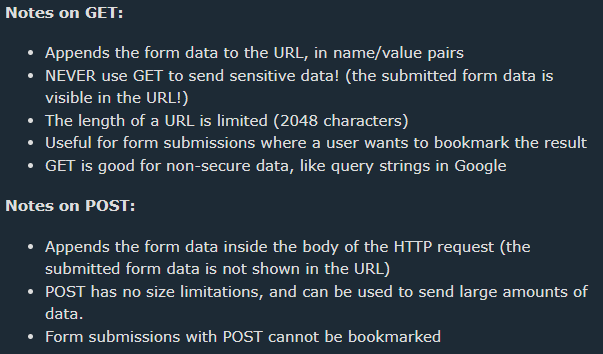 Notes on GET:
• Appends the form data to the URL, in name/value pairs
• NEVER use GET to send sensitive data! (the submitted form data is
visible in the URL!)
• The length of a URL is limited (2048 characters)
• Useful for form submissions where a user wants to bookmark the result
• GET is good for non-secure data, like query strings in Google
Notes on POST:
• Appends the form data inside the body of the HTTP request (the
submitted form data is not shown in the URL)
• POST has no size limitations, and can be used to send large amounts of
data.
• Form submissions with POST cannot be bookmarked